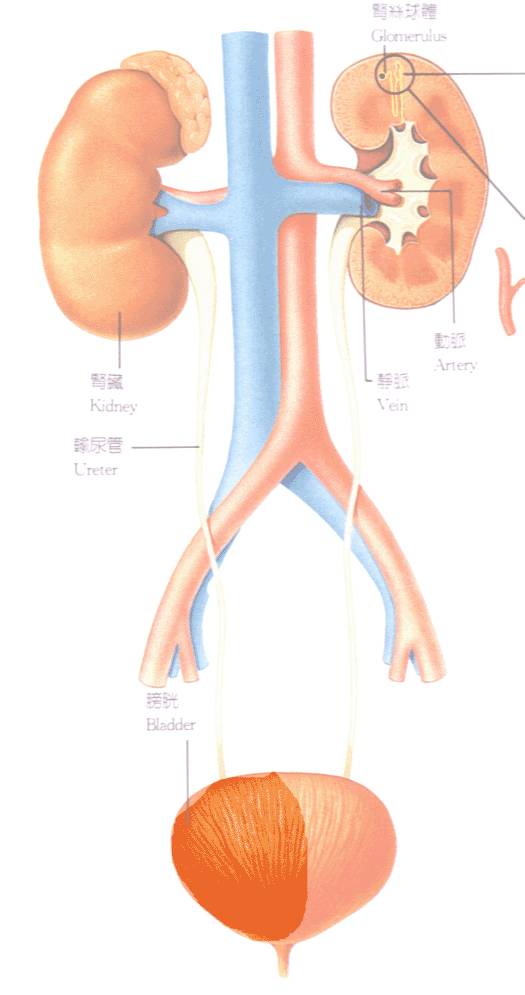 腎絲球體
Glomerulus
動脈
Artery
腎臟
Kidney
靜脈
Vein
輸尿管
Ureter
膀胱
Bladder